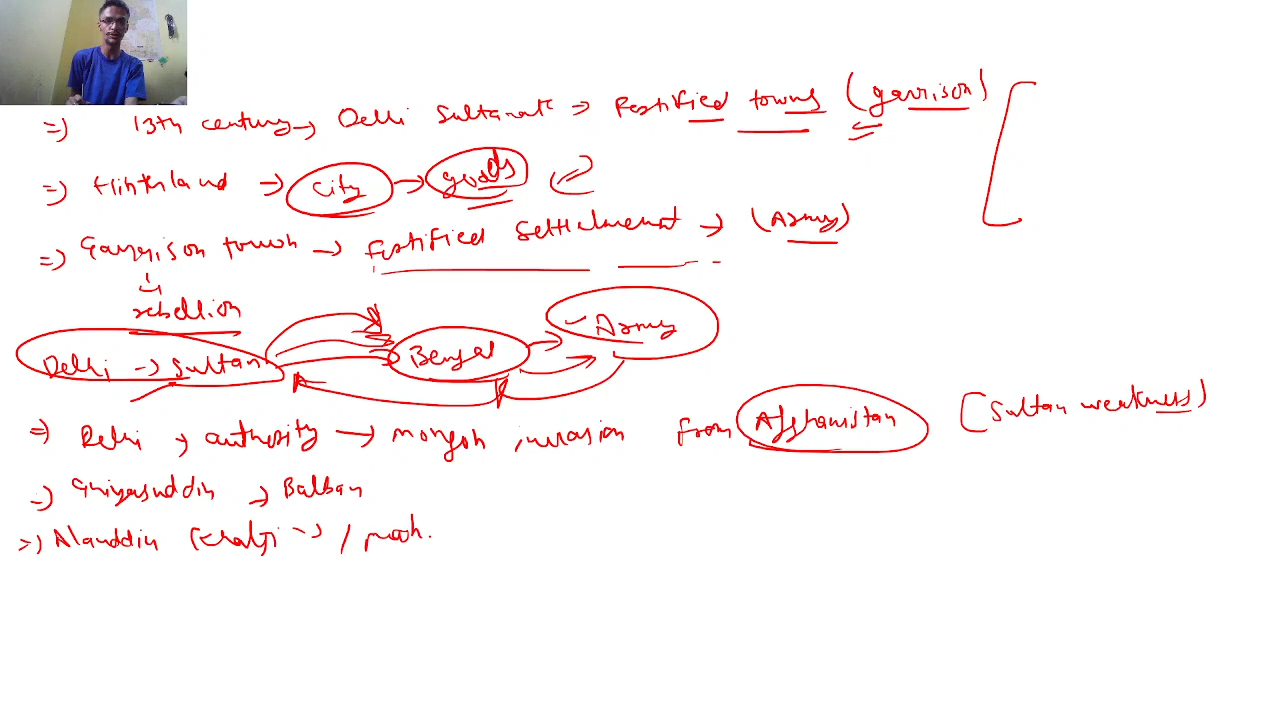 => 13th century -> Delhi Sultanate => Fortified towns (garrison)
=> Hinterland -> City -> goods
=> Garrison town -> fortified settlement -> (Army)
rebellion
Delhi -> Sultan Bengal -> Army
=> Delhi, authority -> mongol invasion from Afghanistan [Sultan weakness)
=> Ghiyasuddin -> Balban
=> Alauddin Khalji -> / moh.